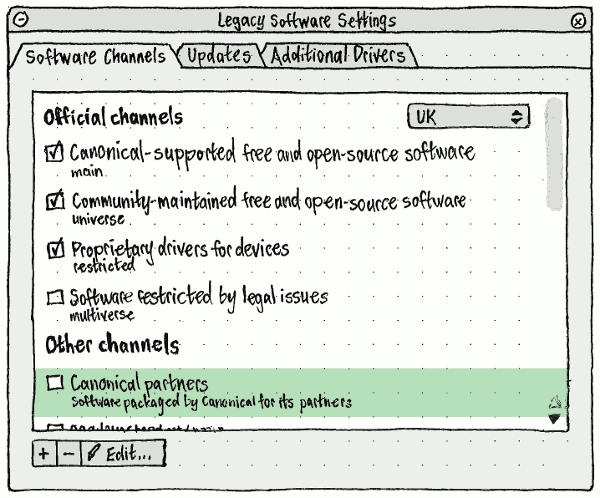 Legacy Software Settings
Software Channels Updates Additional Drivers
Official channels UK
Canonical-supported free and open-source software
main
Community-maintained free and open-source software
universe
Proprietary drivers for devices
restricted
Software restricted by legal issues
multiverse
Other channels
Canonical partners
Software packaged by Canonical for its partners
+ − Edit...